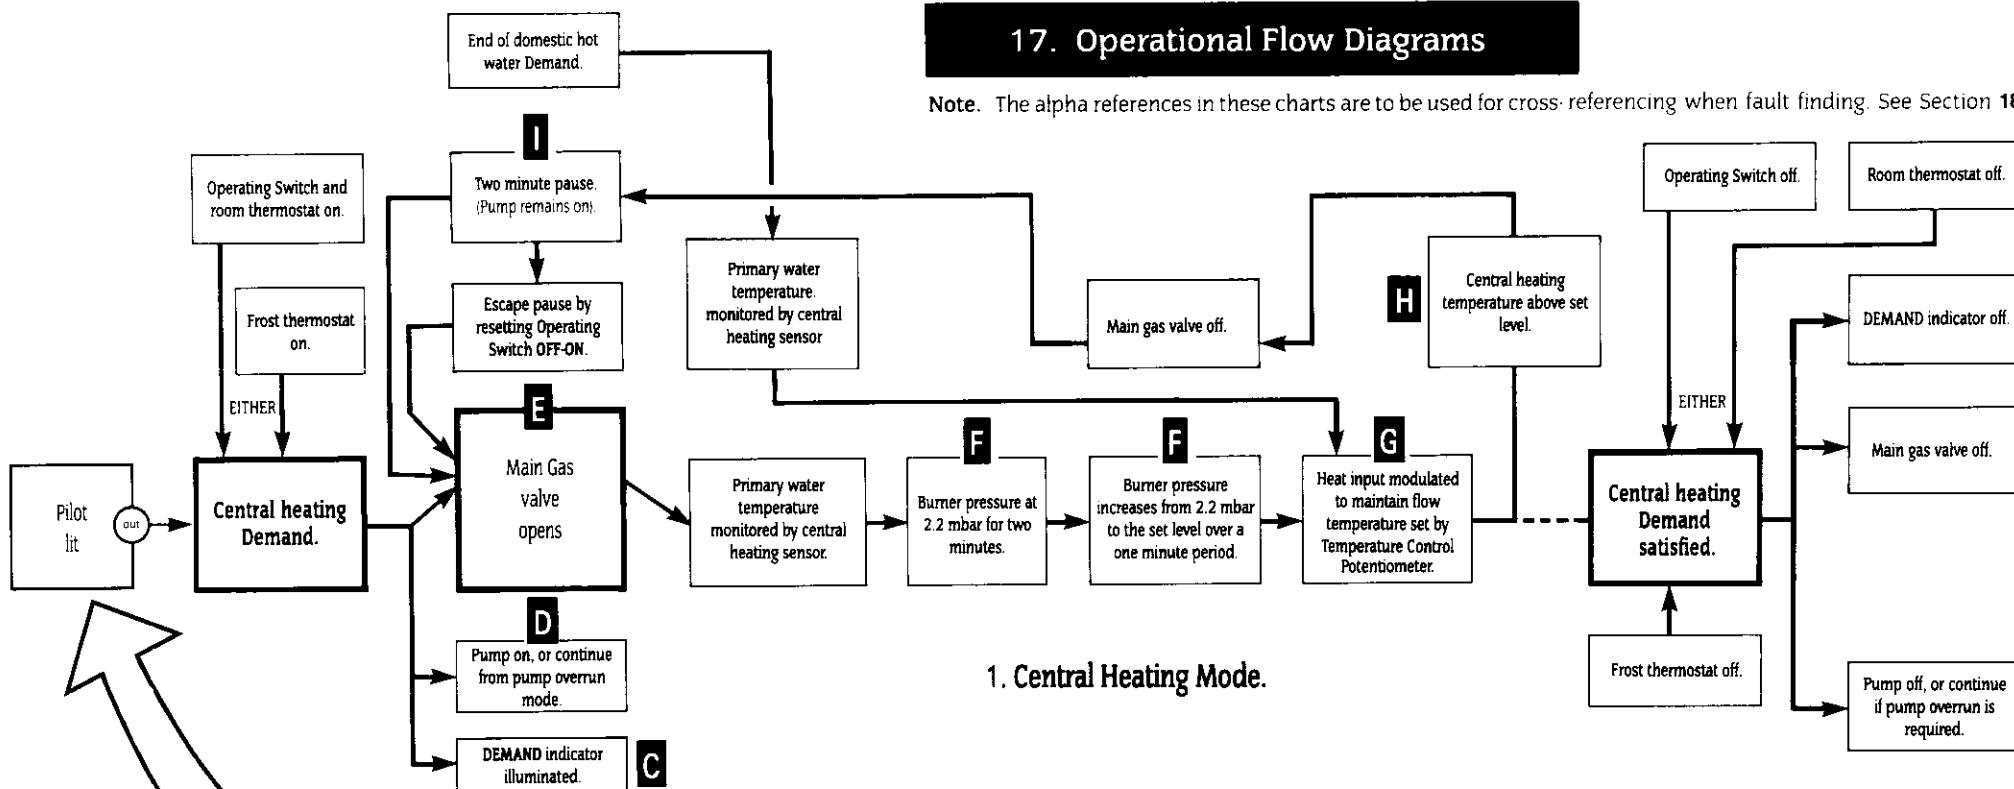 17. Operational Flow Diagrams
Note. The alpha references in these charts are to be used for cross-referencing when fault finding. See Section 18
End of domestic hot
water Demand.
I
Two minute pause.
(Pump remains on).
Operating Switch and
room thermostat on.
Frost thermostat
on.
EITHER
Escape pause by
resetting Operating
Switch OFF-ON.
Primary water
temperature.
monitored by central
heating sensor
Main gas valve off.
H
Central heating
temperature above set
level.
Operating Switch off.
Room thermostat off.
EITHER
DEMAND indicator off.
Main gas valve off.
Pilot
lit
out
Central heating
Demand.
E
Main Gas
valve
opens
Primary water
temperature
monitored by central
heating sensor.
F
Burner pressure at
2.2 mbar for two
minutes.
F
Burner pressure
increases from 2.2 mbar
to the set level over a
one minute period.
G
Heat input modulated
to maintain flow
temperature set by
Temperature Control
Potentiometer.
Central heating
Demand
satisfied.
D
Pump on, or continue
from pump overrun
mode.
DEMAND indicator
illuminated.
C
1. Central Heating Mode.
Frost thermostat off.
Pump off, or continue
if pump overrun is
required.